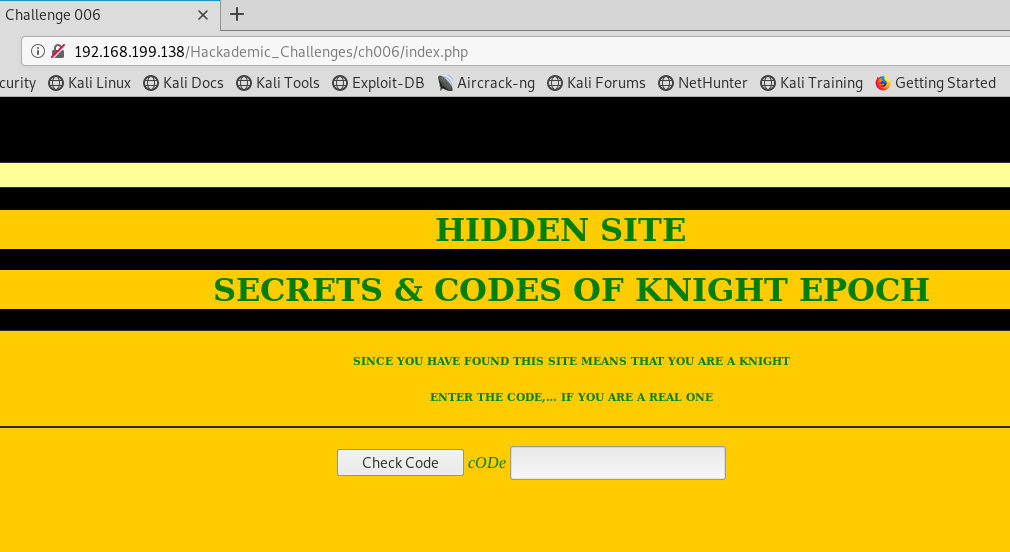 Challenge 006
192.168.199.138/Hackademic_Challenges/ch006/index.php
curity Kali Linux Kali Docs Kali Tools Exploit-DB Aircrack-ng Kali Forums NetHunter Kali Training Getting Started
HIDDEN SITE
SECRETS & CODES OF KNIGHT EPOCH
SINCE YOU HAVE FOUND THIS SITE MEANS THAT YOU ARE A KNIGHT
ENTER THE CODE,... IF YOU ARE A REAL ONE
Check Code cODe